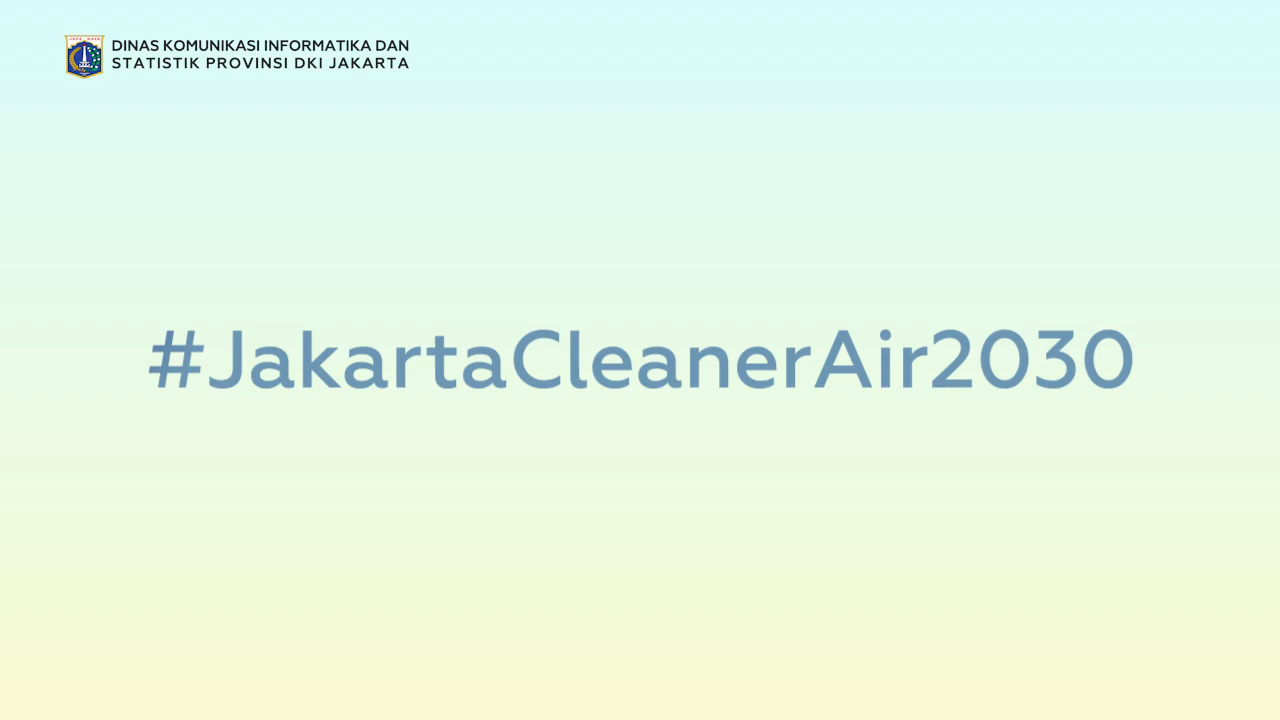 DINAS KOMUNIKASI INFORMATIKA DAN
STATISTIK PROVINSI DKI JAKARTA
#JakartaCleanerAir2030